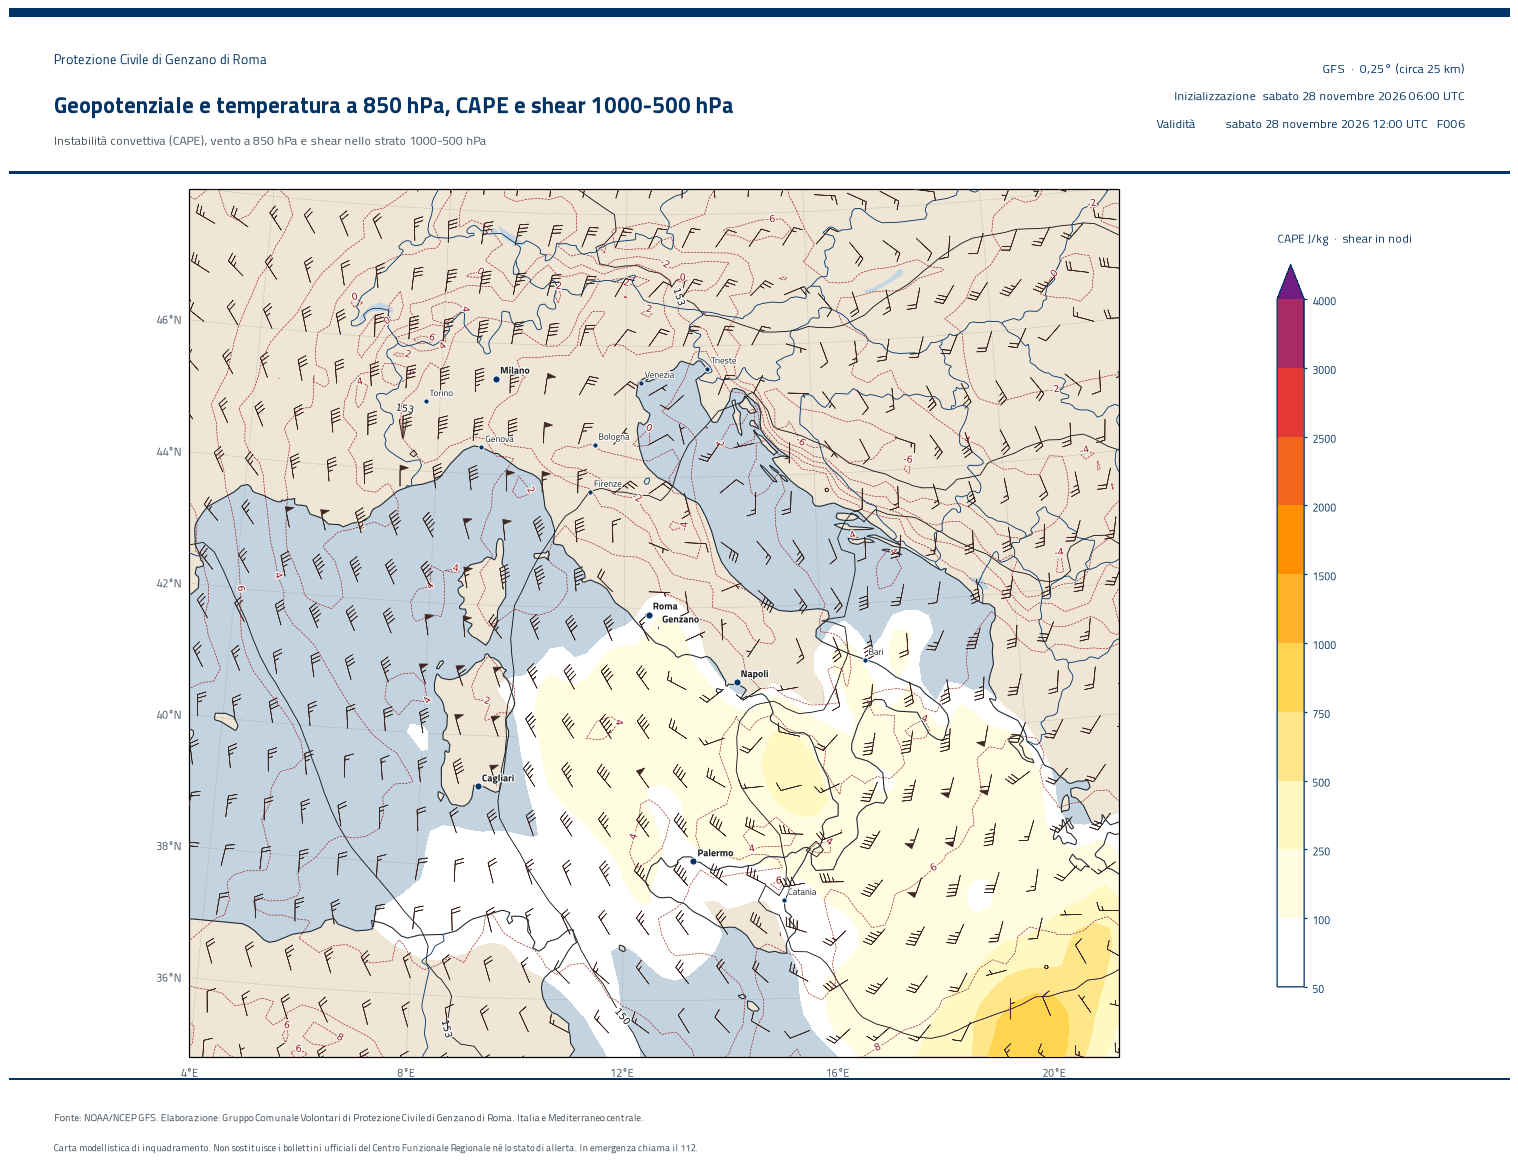 Protezione Civile di Genzano di Roma
Geopotenziale e temperatura a 850 hPa, CAPE e shear 1000-500 hPa
Instabilità convettiva (CAPE), vento a 850 hPa e shear nello strato 1000-500 hPa
GFS · 0,25° (circa 25 km)
Inizializzazione sabato 28 novembre 2026 06:00 UTC
Validità sabato 28 novembre 2026 12:00 UTC F006
CAPE J/kg · shear in nodi
4000
3000
2500
2000
1500
1000
750
500
250
100
50
46°N
44°N
42°N
40°N
38°N
36°N
4°E
8°E
12°E
16°E
20°E
Milano
Torino
Venezia
Trieste
Genova
Bologna
Firenze
Roma
Genzano
Napoli
Bari
Cagliari
Palermo
Catania
153
153
153
150
Fonte: NOAA/NCEP GFS. Elaborazione: Gruppo Comunale Volontari di Protezione Civile di Genzano di Roma. Italia e Mediterraneo centrale.
Carta modellistica di inquadramento. Non sostituisce i bollettini ufficiali del Centro Funzionale Regionale né lo stato di allerta. In emergenza chiama il 112.